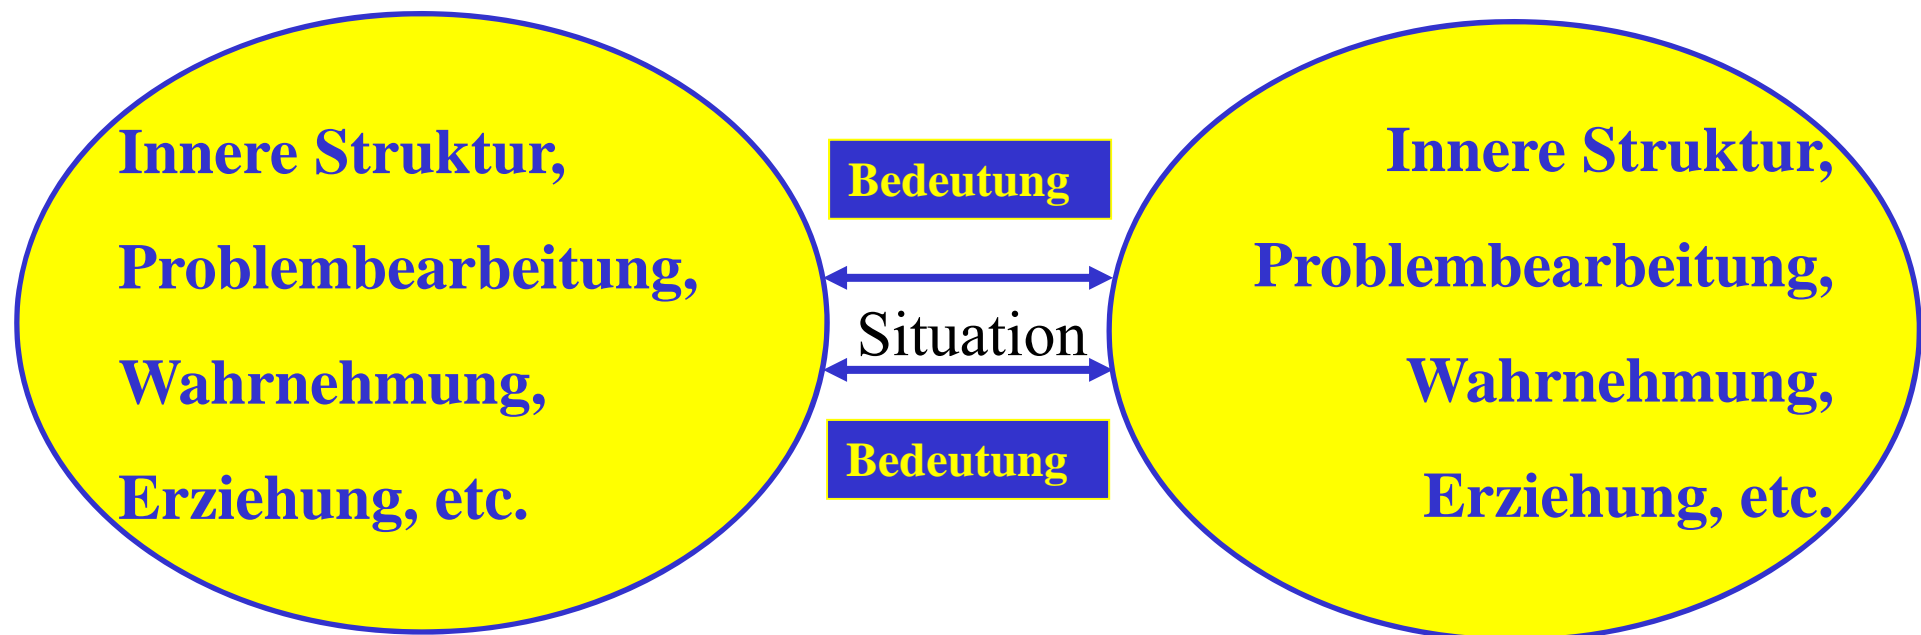 Innere Struktur,
Problembearbeitung,
Wahrnehmung,
Erziehung, etc.
Bedeutung
Situation
Bedeutung
Innere Struktur,
Problembearbeitung,
Wahrnehmung,
Erziehung, etc.